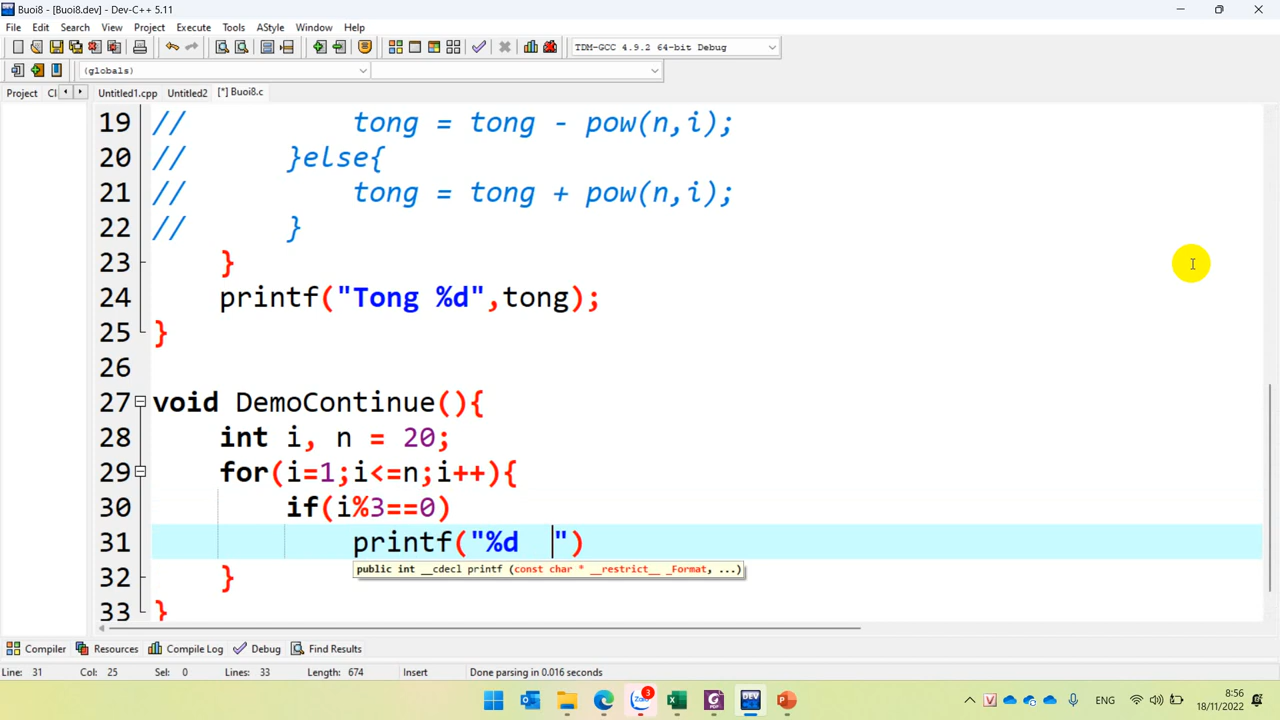 Buoi8 - [Buoi8.dev] - Dev-C++ 5.11
File Edit Search View Project Execute Tools AStyle Window Help
TDM-GCC 4.9.2 64-bit Debug
(globals)
Project Cl Untitled1.cpp Untitled2 [*] Buoi8.c
19 // tong = tong - pow(n,i);
20 // }else{
21 // tong = tong + pow(n,i);
22 // }
23 }
24 printf("Tong %d",tong);
25 }
26
27 void DemoContinue(){
28 int i, n = 20;
29 for(i=1;i<=n;i++){
30 if(i%3==0)
31 printf("%d  ")
public int __cdecl printf (const char * __restrict__ _Format, ...)
32 }
33 }
Compiler Resources Compile Log Debug Find Results
Line: 31 Col: 25 Sel: 0 Lines: 33 Length: 674 Insert Done parsing in 0.016 seconds
Zalo 3 PDF DEV P V ENG 8:56
18/11/2022